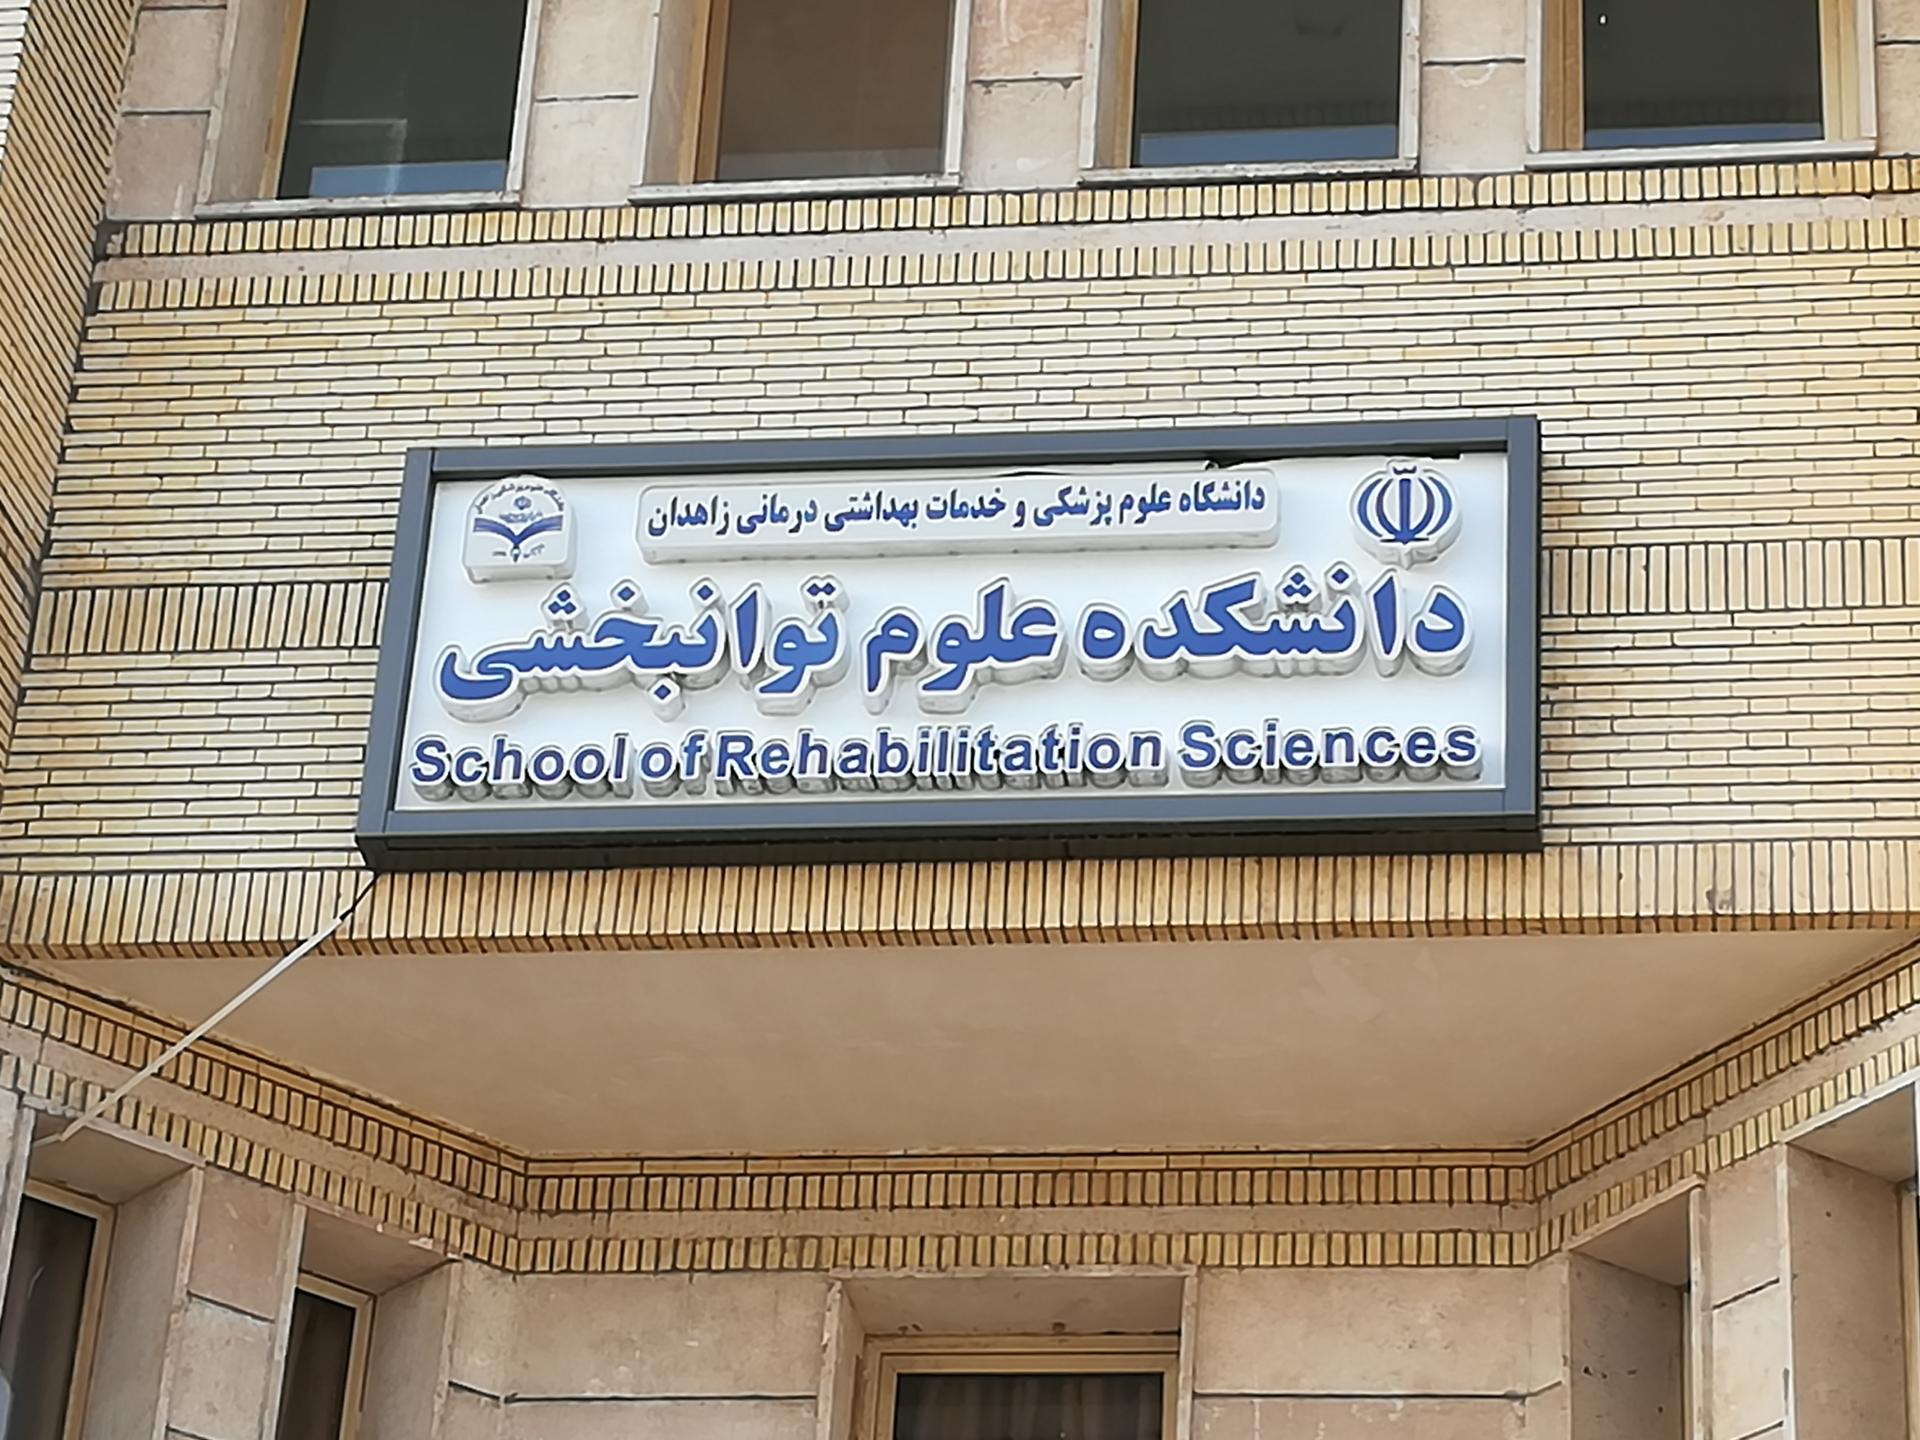 دانشگاه علوم پزشکی و خدمات بهداشتی درمانی زاهدان
دانشکده علوم توانبخشی
School of Rehabilitation Sciences